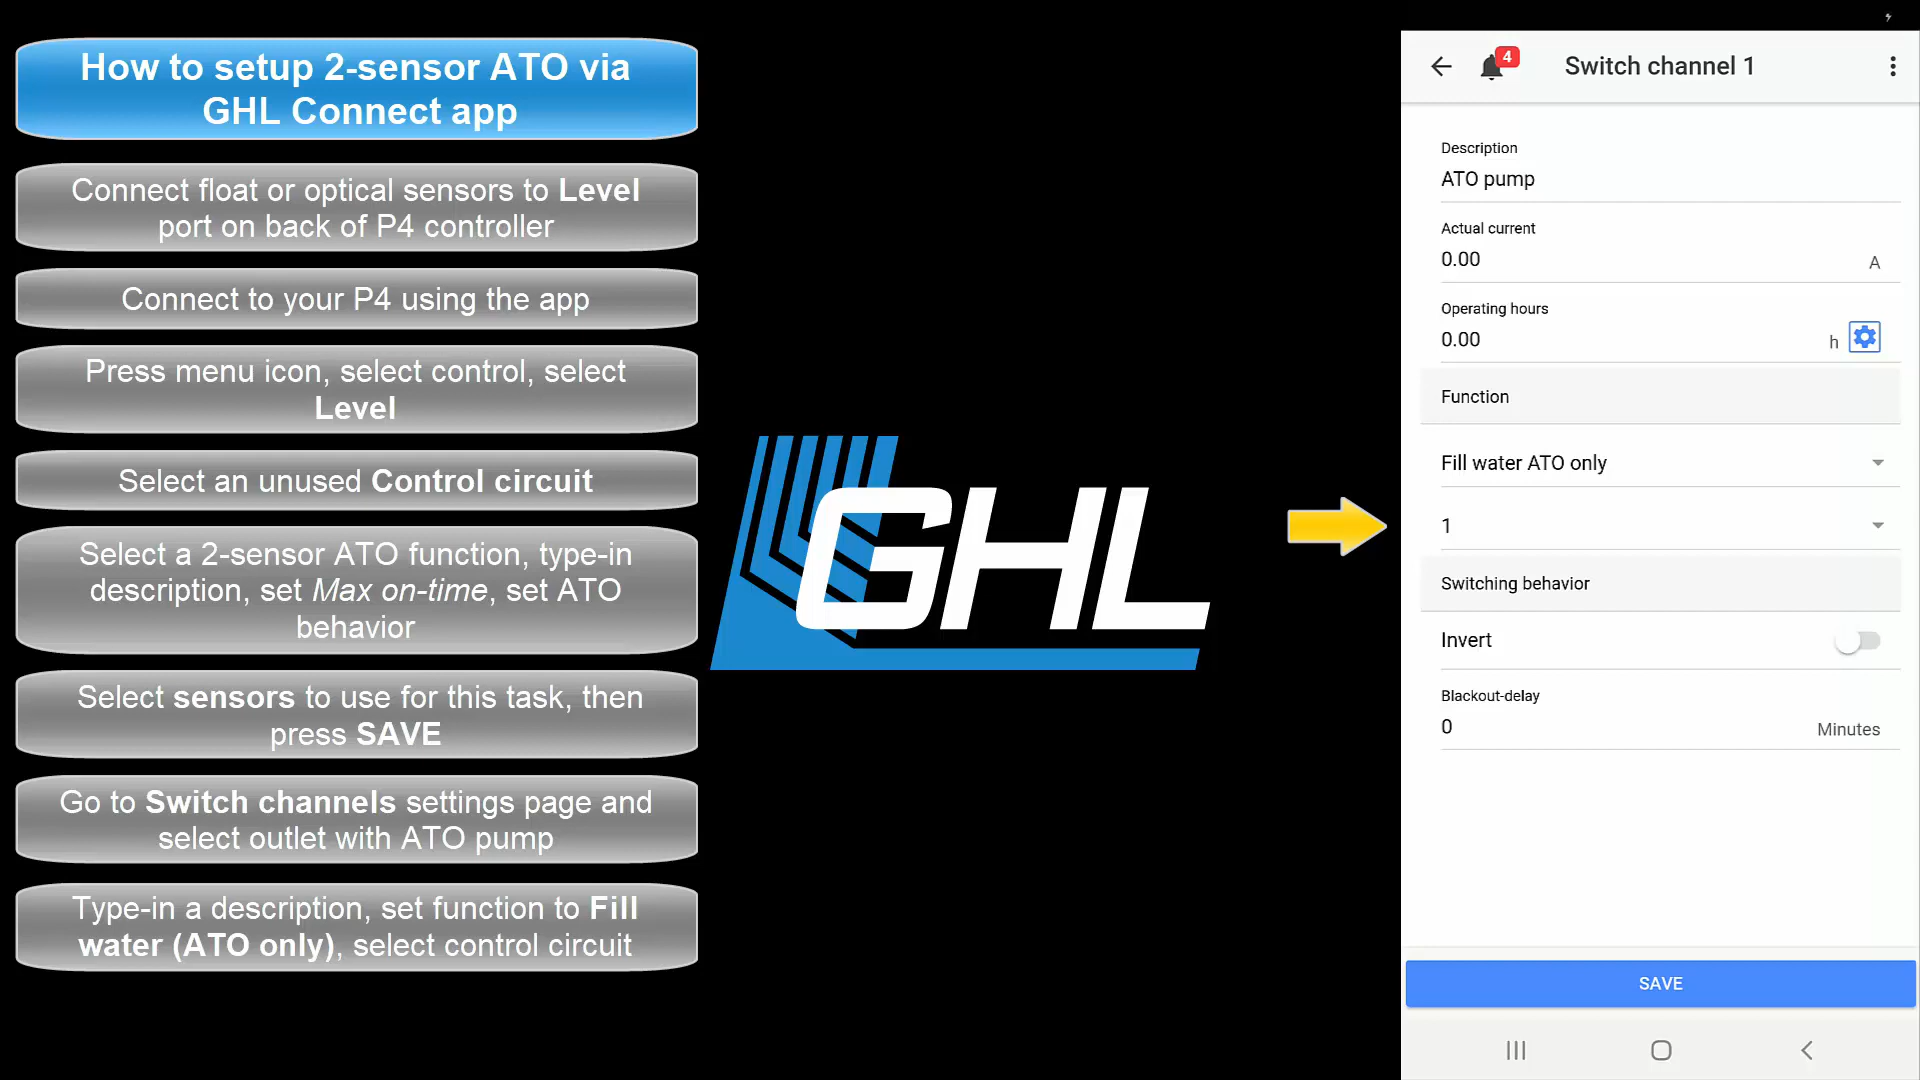 How to setup 2-sensor ATO via
GHL Connect app
Connect float or optical sensors to Level
port on back of P4 controller
Connect to your P4 using the app
Press menu icon, select control, select
Level
Select an unused Control circuit
Select a 2-sensor ATO function, type-in
description, set Max on-time, set ATO
behavior
Select sensors to use for this task, then
press SAVE
Go to Switch channels settings page and
select outlet with ATO pump
Type-in a description, set function to Fill
water (ATO only), select control circuit
GHL
4
Switch channel 1
Description
ATO pump
Actual current
0.00 A
Operating hours
0.00 h
Function
Fill water ATO only
1
Switching behavior
Invert
Blackout-delay
0 Minutes
SAVE